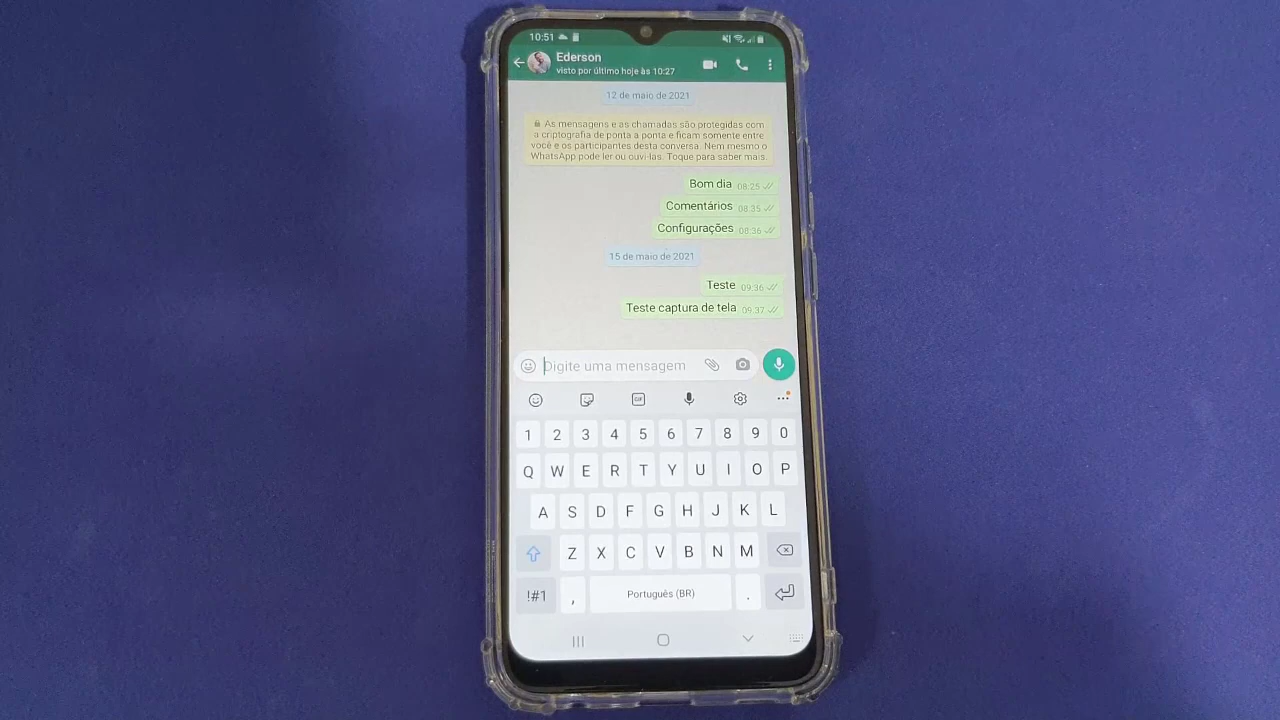 10:51
Ederson
visto por último hoje às 10:27
12 de maio de 2021
As mensagens e as chamadas são protegidas com
a criptografia de ponta a ponta e ficam somente entre
você e os participantes desta conversa. Nem mesmo o
WhatsApp pode ler ou ouvi-las. Toque para saber mais.
Bom dia 08:25
Comentários 08:35
Configurações 08:36
15 de maio de 2021
Teste 09:36
Teste captura de tela 09:37
Digite uma mensagem
GIF
1 2 3 4 5 6 7 8 9 0
Q W E R T Y U I O P
A S D F G H J K L
Z X C V B N M
!#1 , Português (BR) .